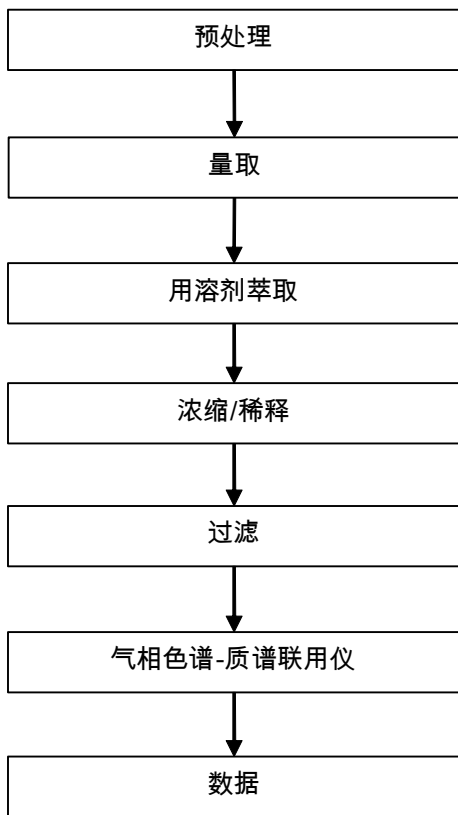 预处理
量取
用溶剂萃取
浓缩/稀释
过滤
气相色谱-质谱联用仪
数据